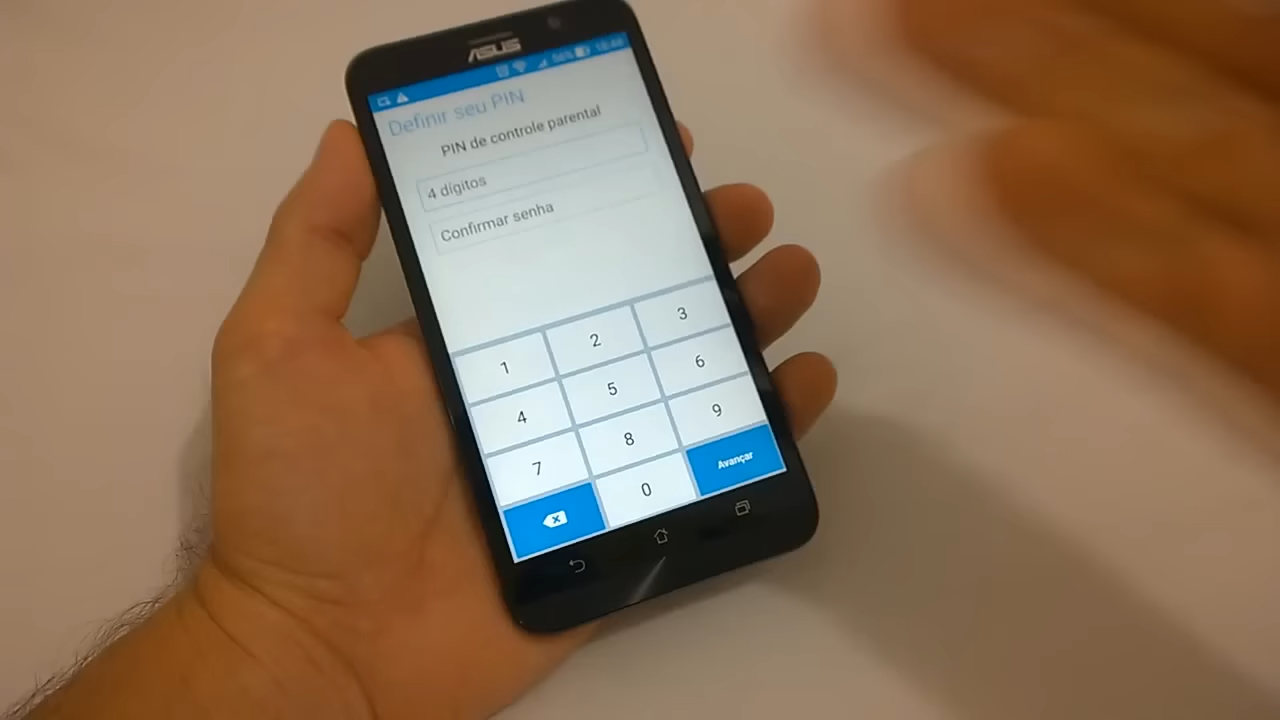 ASUS
Definir seu PIN
PIN de controle parental
4 dígitos
Confirmar senha
1 2 3
4 5 6
7 8 9
0 Avançar